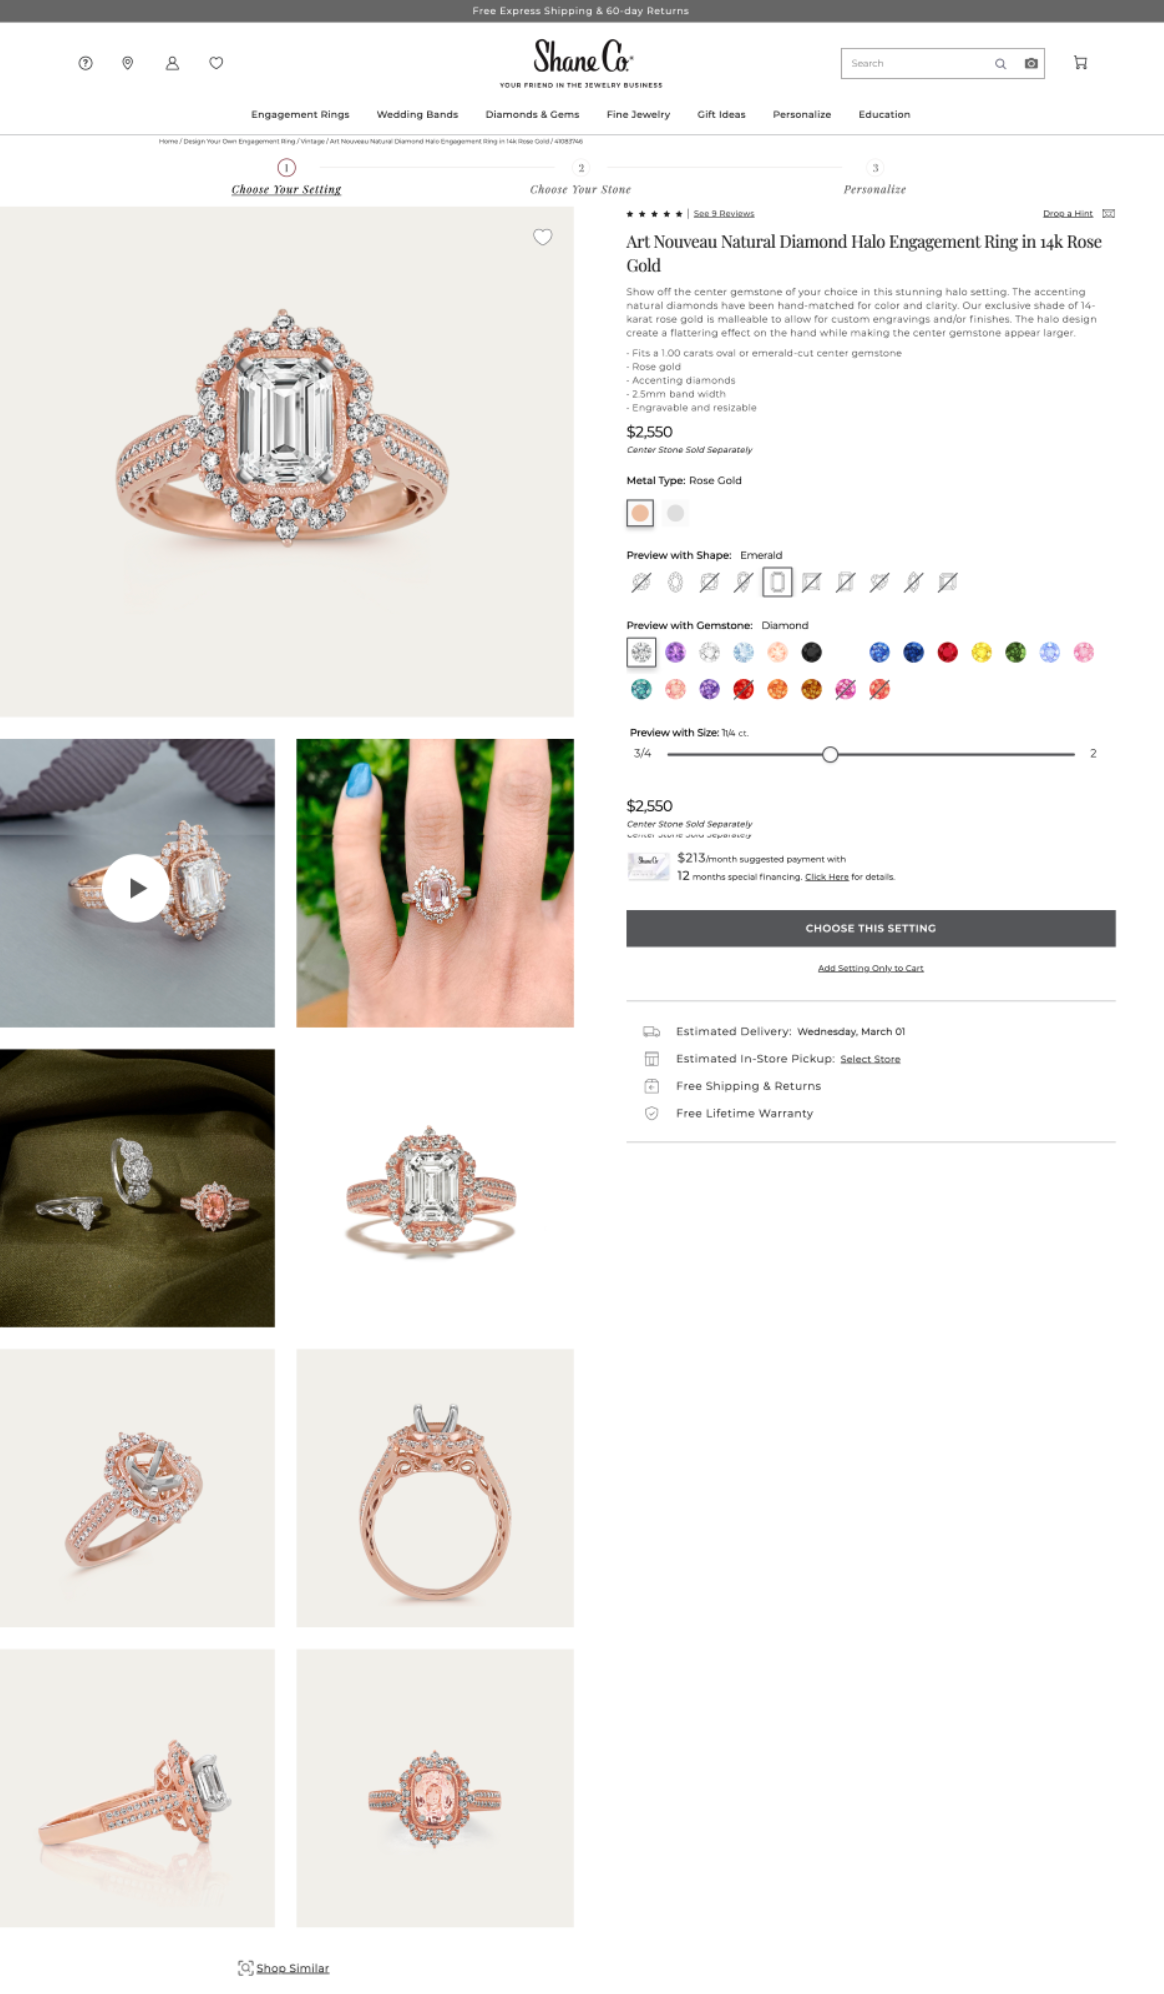 Free Express Shipping & 60-day Returns
Shane Co.
YOUR FRIEND IN THE JEWELRY BUSINESS
Search
Engagement Rings Wedding Bands Diamonds & Gems Fine Jewelry Gift Ideas Personalize Education
Home / Design Your Own Engagement Ring / Vintage / Art Nouveau Natural Diamond Halo Engagement Ring in 14k Rose Gold / 41083746
1 2 3
Choose Your Setting Choose Your Stone Personalize
See 9 Reviews Drop a Hint
Art Nouveau Natural Diamond Halo Engagement Ring in 14k Rose
Gold
Show off the center gemstone of your choice in this stunning halo setting. The accenting
natural diamonds have been hand-matched for color and clarity. Our exclusive shade of 14-
karat rose gold is malleable to allow for custom engravings and/or finishes. The halo design
create a flattering effect on the hand while making the center gemstone appear larger.
- Fits a 1.00 carats oval or emerald-cut center gemstone
- Rose gold
- Accenting diamonds
- 2.5mm band width
- Engravable and resizable
$2,550
Center Stone Sold Separately
Metal Type: Rose Gold
Preview with Shape: Emerald
Preview with Gemstone: Diamond
Preview with Size: 11/4 ct.
3/4 2
$2,550
Center Stone Sold Separately
Center Stone Sold Separately
Shane Co.
$213/month suggested payment with
12 months special financing. Click Here for details.
CHOOSE THIS SETTING
Add Setting Only to Cart
Estimated Delivery: Wednesday, March 01
Estimated In-Store Pickup: Select Store
Free Shipping & Returns
Free Lifetime Warranty
Shop Similar